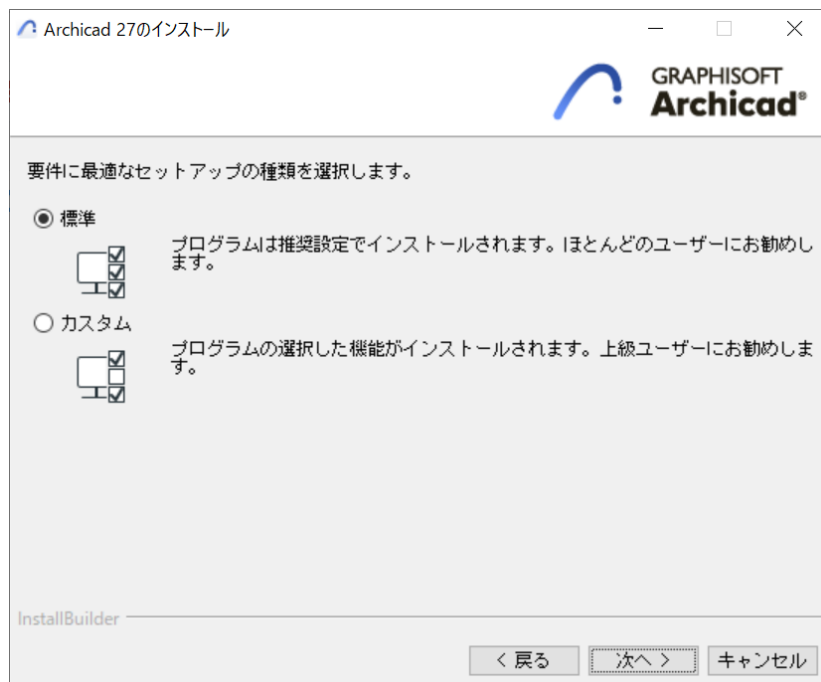 Archicad 27のインストール
GRAPHISOFT
Archicad®
要件に最適なセットアップの種類を選択します。
標準
プログラムは推奨設定でインストールされます。ほとんどのユーザーにお勧めし
ます。
カスタム
プログラムの選択した機能がインストールされます。上級ユーザーにお勧めしま
す。
InstallBuilder
< 戻る 次へ > キャンセル